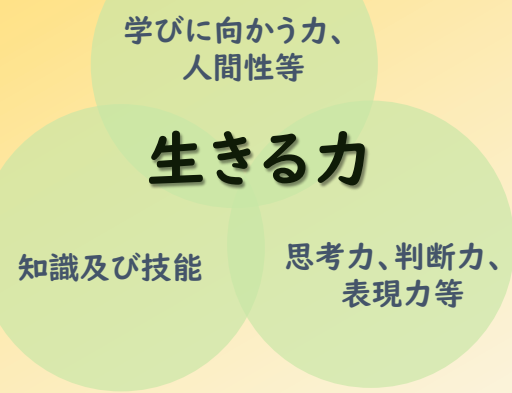 学びに向かう力、
人間性等
生きる力
知識及び技能
思考力、判断力、
表現力等